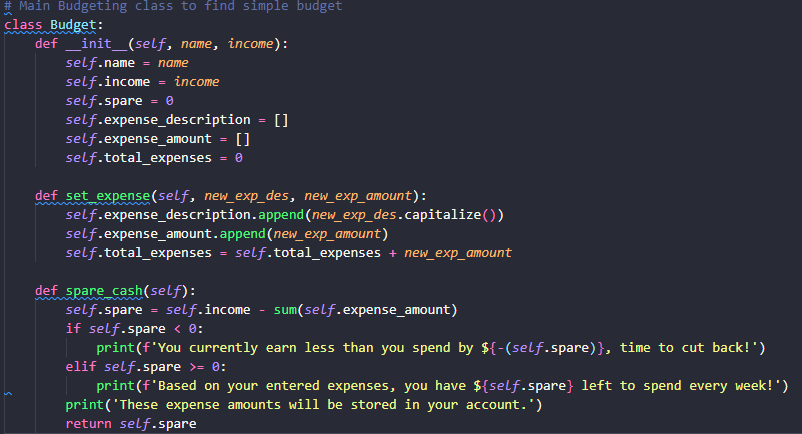 # Main Budgeting class to find simple budget
class Budget:
    def __init__(self, name, income):
        self.name = name
        self.income = income
        self.spare = 0
        self.expense_description = []
        self.expense_amount = []
        self.total_expenses = 0

    def set_expense(self, new_exp_des, new_exp_amount):
        self.expense_description.append(new_exp_des.capitalize())
        self.expense_amount.append(new_exp_amount)
        self.total_expenses = self.total_expenses + new_exp_amount

    def spare_cash(self):
        self.spare = self.income - sum(self.expense_amount)
        if self.spare < 0:
            print(f'You currently earn less than you spend by ${-(self.spare)}, time to cut back!')
        elif self.spare >= 0:
            print(f'Based on your entered expenses, you have ${self.spare} left to spend every week!')
        print('These expense amounts will be stored in your account.')
        return self.spare